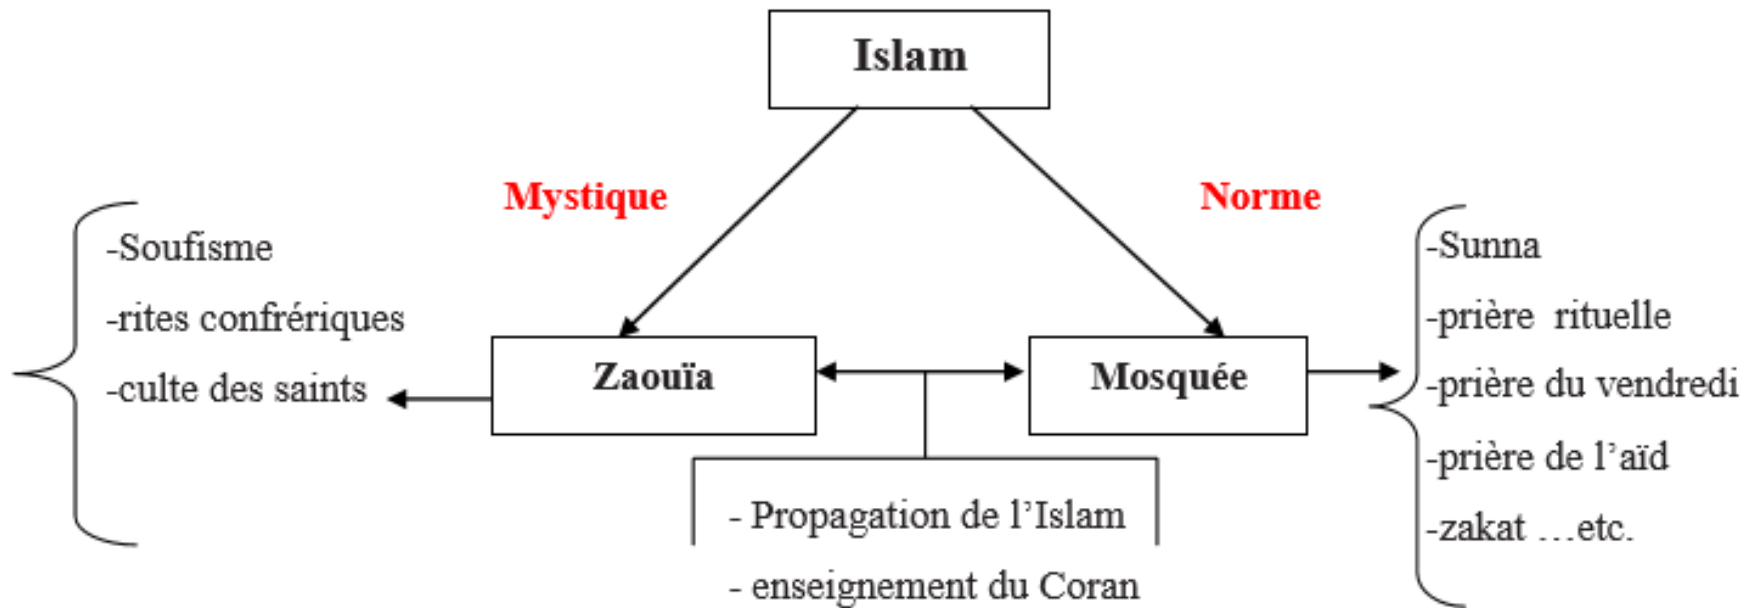 Islam
Mystique
Norme
-Soufisme
-rites confrériques
-culte des saints
Zaouïa
Mosquée
-Sunna
-prière rituelle
-prière du vendredi
-prière de l’aïd
-zakat …etc.
- Propagation de l’Islam
- enseignement du Coran